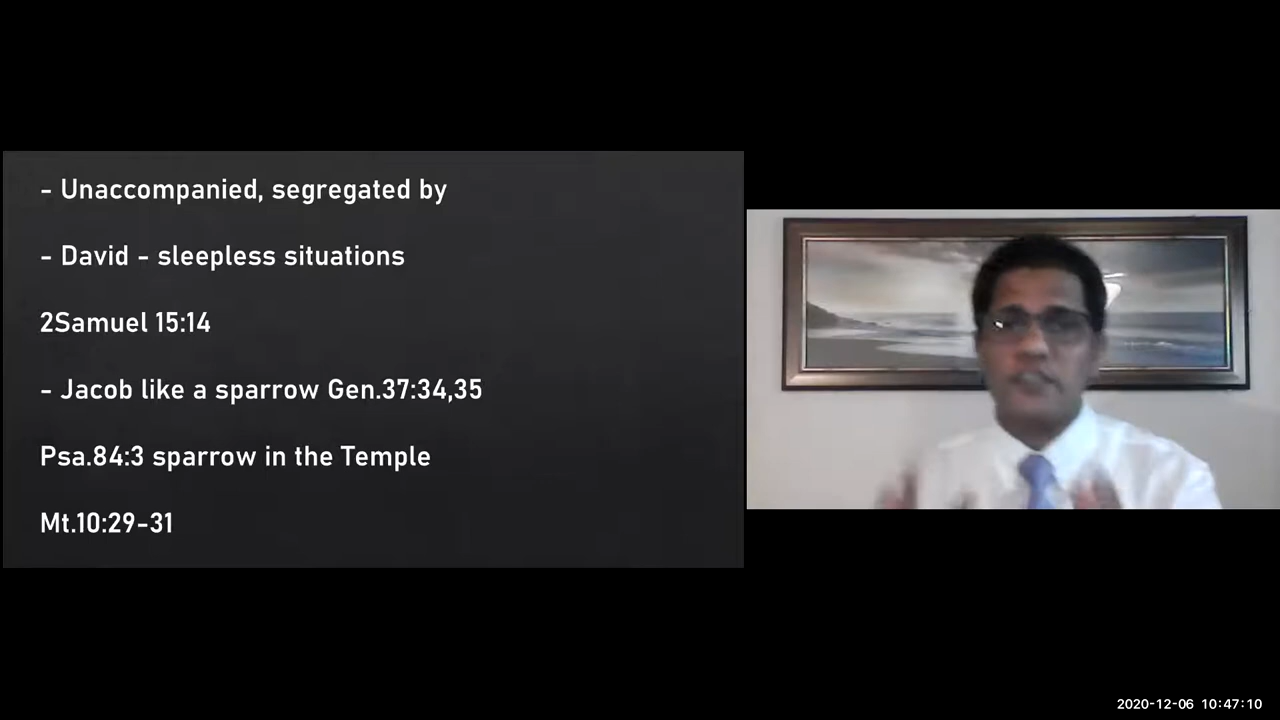 - Unaccompanied, segregated by
- David - sleepless situations
2Samuel 15:14
- Jacob like a sparrow Gen.37:34,35
Psa.84:3 sparrow in the Temple
Mt.10:29-31
2020-12-06 10:47:10